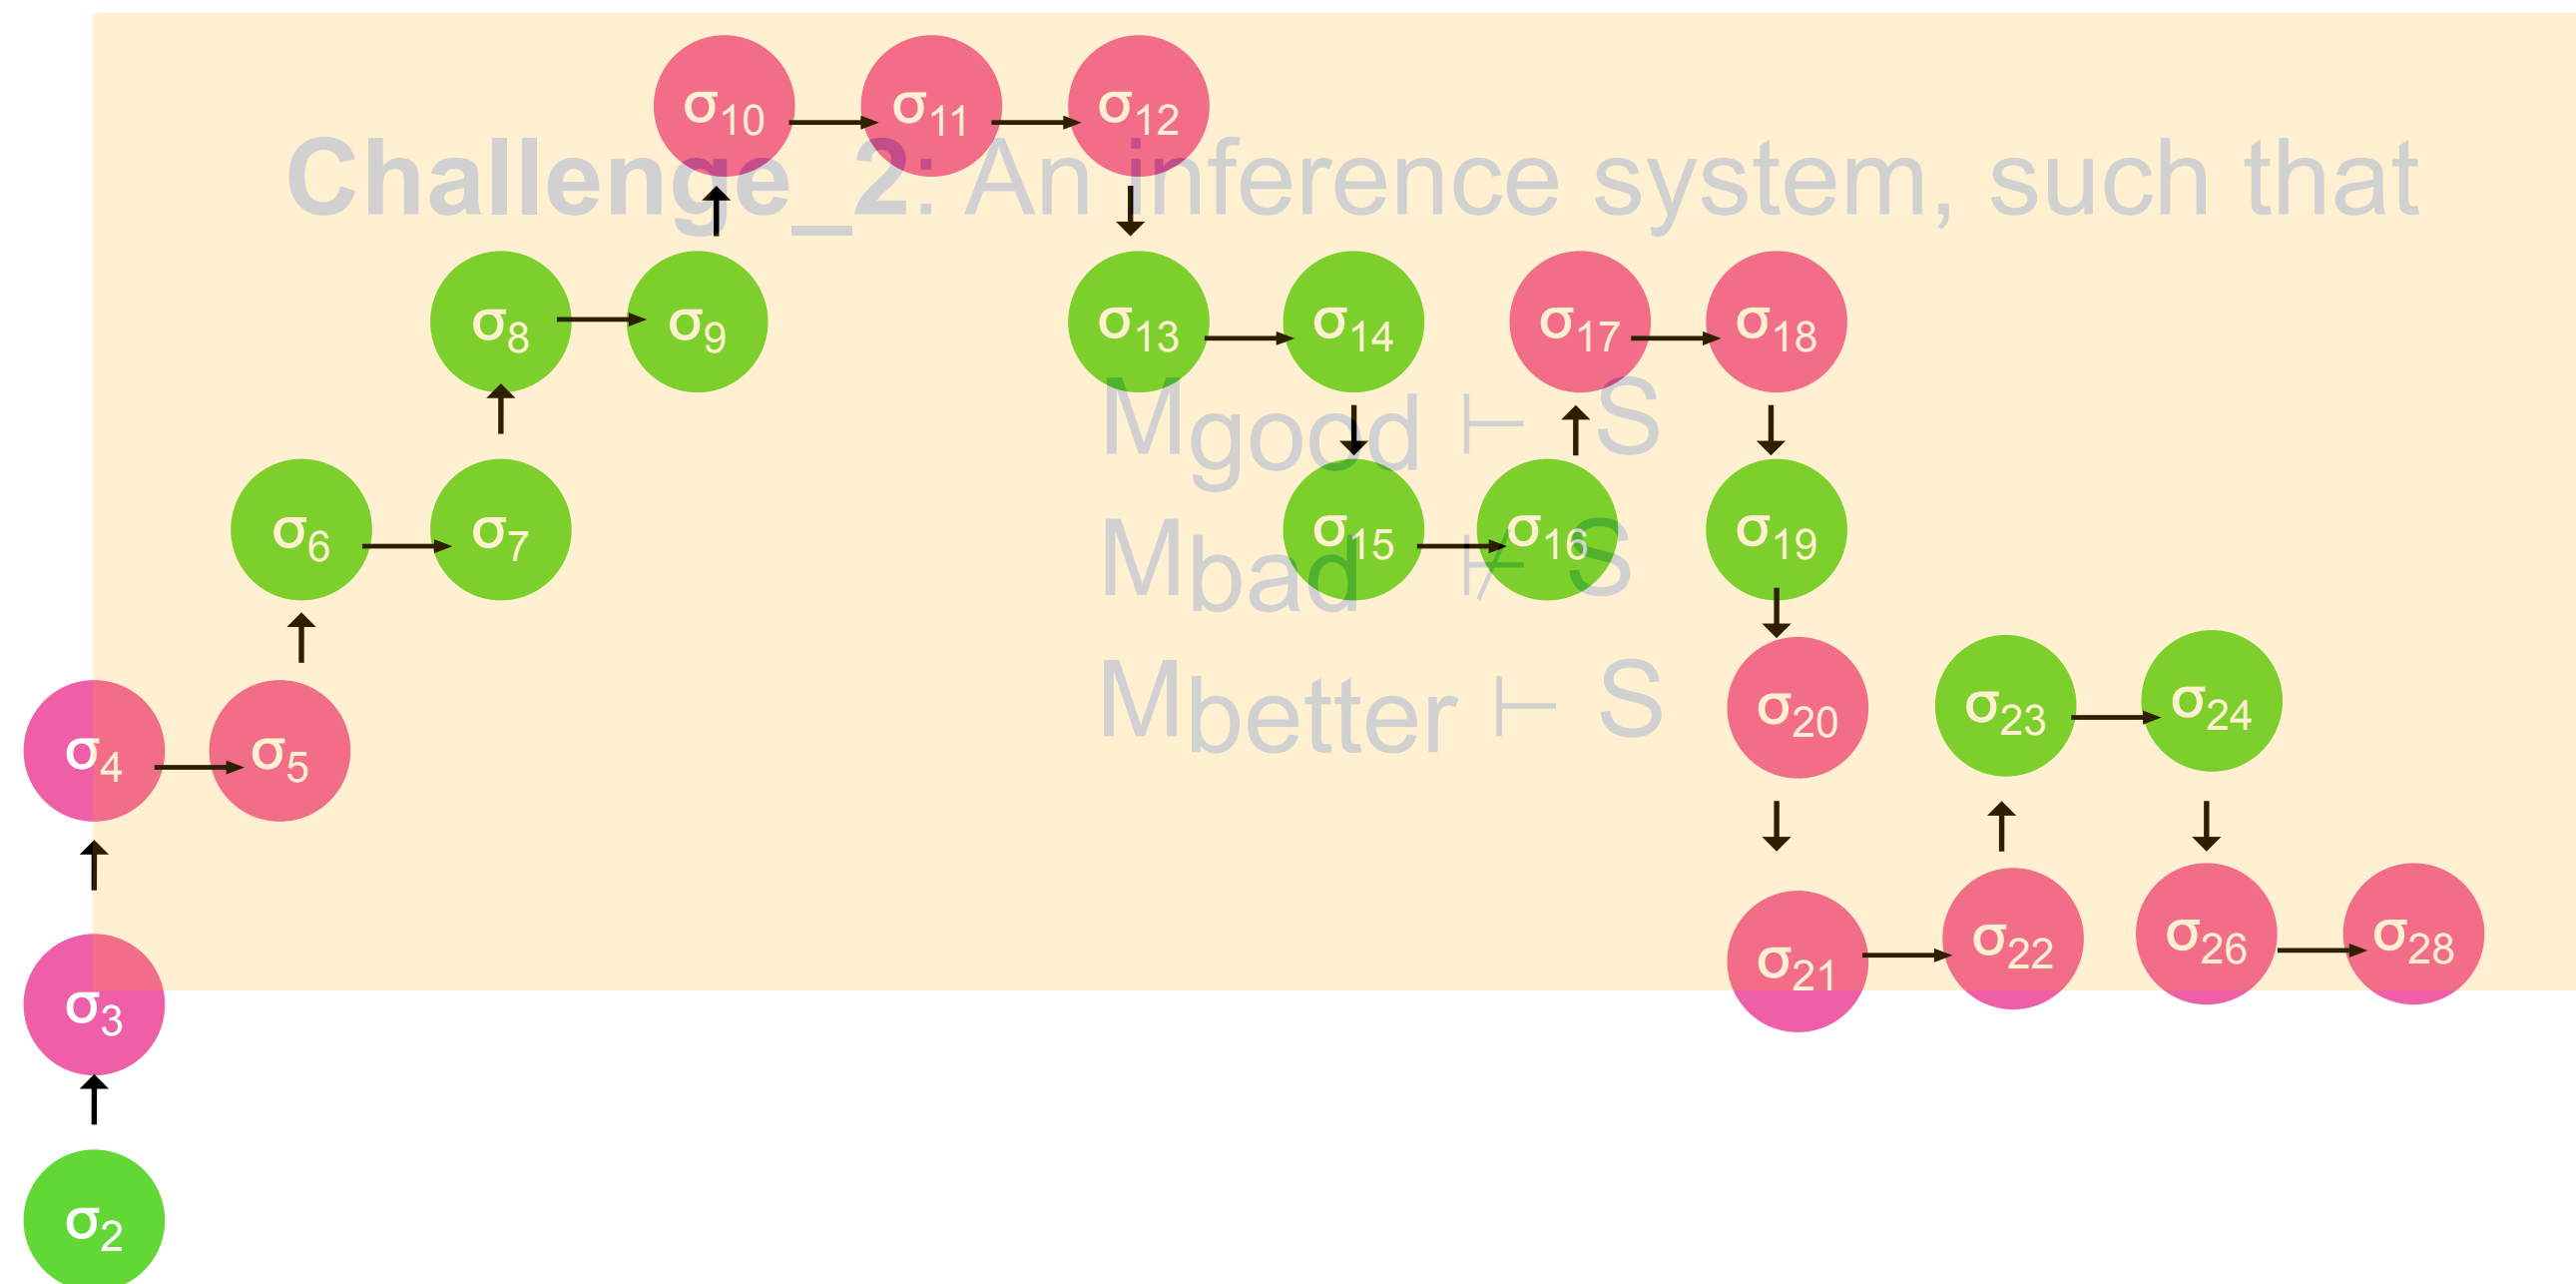 σ10 σ11 σ12
Challenge_2: An inference system, such that
σ8 σ9 σ13 σ14 σ17 σ18
Mgood ⊢ S
σ6 σ7 σ15 σ16 σ19
Mbad ⊬ S
Mbetter ⊢ S
σ4 σ5 σ20 σ23 σ24
σ3 σ21 σ22 σ26 σ28
σ2